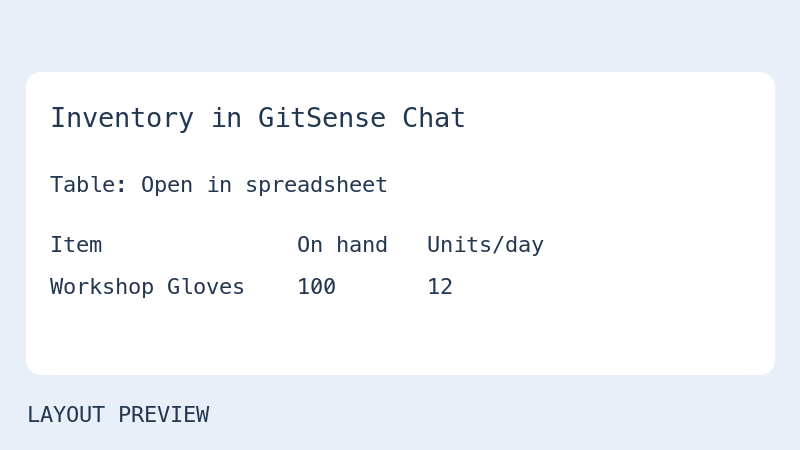 Inventory in GitSense Chat
Table: Open in spreadsheet
Item On hand Units/day
Workshop Gloves 100 12
LAYOUT PREVIEW